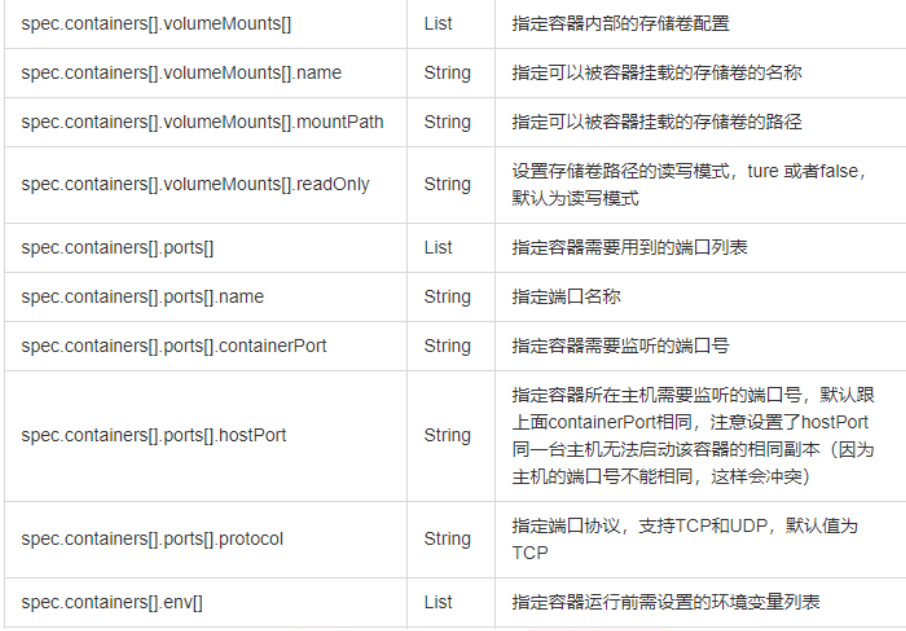 spec.containers[].volumeMounts[] List 指定容器内部的存储卷配置
spec.containers[].volumeMounts[].name String 指定可以被容器挂载的存储卷的名称
spec.containers[].volumeMounts[].mountPath String 指定可以被容器挂载的存储卷的路径
spec.containers[].volumeMounts[].readOnly String 设置存储卷路径的读写模式，ture 或者false，
默认为读写模式
spec.containers[].ports[] List 指定容器需要用到的端口列表
spec.containers[].ports[].name String 指定端口名称
spec.containers[].ports[].containerPort String 指定容器需要监听的端口号
spec.containers[].ports[].hostPort String 指定容器所在主机需要监听的端口号，默认跟
上面containerPort相同，注意设置了hostPort
同一台主机无法启动该容器的相同副本（因为
主机的端口号不能相同，这样会冲突）
spec.containers[].ports[].protocol String 指定端口协议，支持TCP和UDP，默认值为
TCP
spec.containers[].env[] List 指定容器运行前需设置的环境变量列表